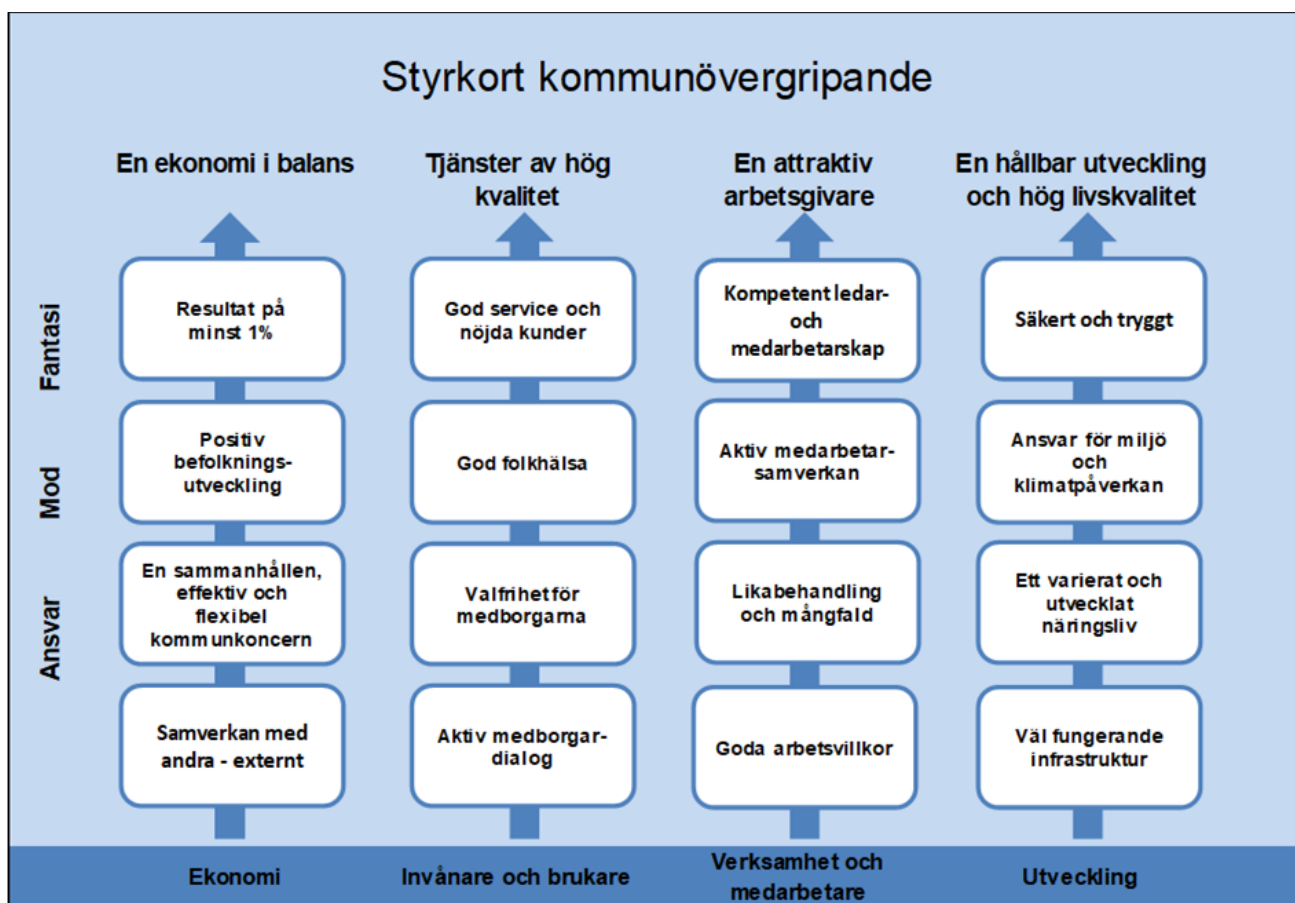 Styrkort kommunövergripande
En ekonomi i balans
Tjänster av hög
kvalitet
En attraktiv
arbetsgivare
En hållbar utveckling
och hög livskvalitet
Fantasi
Mod
Ansvar
Resultat på
minst 1%
God service och
nöjda kunder
Kompetent ledar-
och
medarbetarskap
Säkert och tryggt
Positiv
befolknings-
utveckling
God folkhälsa
Aktiv medarbetar-
samverkan
Ansvar för miljö
och
klimatpåverkan
En sammanhållen,
effektiv och
flexibel
kommunkoncern
Valfrihet för
medborgarna
Likabehandling
och mångfald
Ett varierat och
utvecklat
näringsliv
Samverkan med
andra - externt
Aktiv medborgar-
dialog
Goda arbetsvillkor
Väl fungerande
infrastruktur
Ekonomi
Invånare och brukare
Verksamhet och
medarbetare
Utveckling